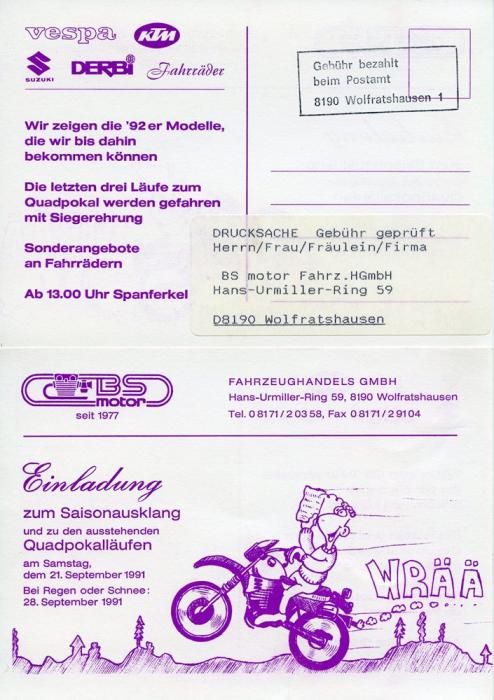 vespa KTM
SUZUKI DERBI Fahrräder
Gebühr bezahlt
beim Postamt
8190 Wolfratshausen 1
Wir zeigen die '92er Modelle,
die wir bis dahin
bekommen können
Die letzten drei Läufe zum
Quadpokal werden gefahren
mit Siegerehrung
Sonderangebote
an Fahrrädern
Ab 13.00 Uhr Spanferkel
DRUCKSACHE Gebühr geprüft
Herrn/Frau/Fräulein/Firma
BS motor Fahrz.HGmbH
Hans-Urmiller-Ring 59
D8190 Wolfratshausen
BS
motor
seit 1977
FAHRZEUGHANDELS GMBH
Hans-Urmiller-Ring 59, 8190 Wolfratshausen
Tel. 08171/20358, Fax 08171/29104
Einladung
zum Saisonausklang
und zu den ausstehenden
Quadpokalläufen
am Samstag,
dem 21. September 1991
Bei Regen oder Schnee:
28. September 1991
WRÄÄ